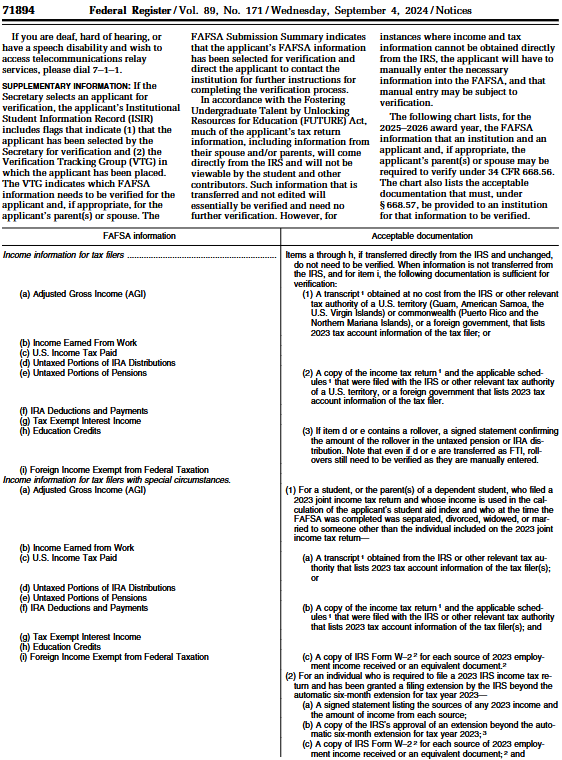 71894 Federal Register / Vol. 89, No. 171 / Wednesday, September 4, 2024 / Notices
If you are deaf, hard of hearing, or
have a speech disability and wish to
access telecommunications relay
services, please dial 7–1–1.
SUPPLEMENTARY INFORMATION: If the
Secretary selects an applicant for
verification, the applicant's Institutional
Student Information Record (ISIR)
includes flags that indicate (1) that the
applicant has been selected by the
Secretary for verification and (2) the
Verification Tracking Group (VTG) in
which the applicant has been placed.
The VTG indicates which FAFSA
information needs to be verified for the
applicant and, if appropriate, for the
applicant's parent(s) or spouse. The
FAFSA Submission Summary indicates
that the applicant's FAFSA information
has been selected for verification and
direct the applicant to contact the
institution for further instructions for
completing the verification process.
In accordance with the Fostering
Undergraduate Talent by Unlocking
Resources for Education (FUTURE) Act,
much of the applicant's tax return
information, including information from
their spouse and/or parents, will come
directly from the IRS and will not be
viewable by the student and other
contributors. Such information that is
transferred and not edited will
essentially be verified and need no
further verification. However, for
instances where income and tax
information cannot be obtained directly
from the IRS, the applicant will have to
manually enter the necessary
information into the FAFSA, and that
manual entry may be subject to
verification.
The following chart lists, for the
2025–2026 award year, the FAFSA
information that an institution and an
applicant and, if appropriate, the
applicant's parent(s) or spouse may be
required to verify under 34 CFR 668.56.
The chart also lists the acceptable
documentation that must, under
§ 668.57, be provided to an institution
for that information to be verified.
FAFSA information
Acceptable documentation
Income information for tax filers
Items a through h, if transferred directly from the IRS and unchanged,
do not need to be verified. When information is not transferred from
the IRS, and for item i, the following documentation is sufficient for
verification:
(a) Adjusted Gross Income (AGI)
(1) A transcript ¹ obtained at no cost from the IRS or other relevant
tax authority of a U.S. territory (Guam, American Samoa, the
U.S. Virgin Islands) or commonwealth (Puerto Rico and the
Northern Mariana Islands), or a foreign government, that lists
2023 tax account information of the tax filer; or
(b) Income Earned From Work
(c) U.S. Income Tax Paid
(d) Untaxed Portions of IRA Distributions
(e) Untaxed Portions of Pensions
(2) A copy of the income tax return ¹ and the applicable sched-
ules ¹ that were filed with the IRS or other relevant tax authority
of a U.S. territory, or a foreign government that lists 2023 tax
account information of the tax filer.
(f) IRA Deductions and Payments
(g) Tax Exempt Interest Income
(h) Education Credits
(3) If item d or e contains a rollover, a signed statement confirming
the amount of the rollover in the untaxed pension or IRA dis-
tribution. Note that even if d or e are transferred as FTI, roll-
overs still need to be verified as they are manually entered.
(i) Foreign Income Exempt from Federal Taxation
Income information for tax filers with special circumstances.
(a) Adjusted Gross Income (AGI)
(1) For a student, or the parent(s) of a dependent student, who filed a
2023 joint income tax return and whose income is used in the cal-
culation of the applicant's student aid index and who at the time the
FAFSA was completed was separated, divorced, widowed, or mar-
ried to someone other than the individual included on the 2023 joint
income tax return—
(b) Income Earned from Work
(c) U.S. Income Tax Paid
(a) A transcript ¹ obtained from the IRS or other relevant tax au-
thority that lists 2023 tax account information of the tax filer(s);
or
(d) Untaxed Portions of IRA Distributions
(e) Untaxed Portions of Pensions
(f) IRA Deductions and Payments
(b) A copy of the income tax return ¹ and the applicable sched-
ules ¹ that were filed with the IRS or other relevant tax authority
that lists 2023 tax account information of the tax filer(s); and
(g) Tax Exempt Interest Income
(h) Education Credits
(i) Foreign Income Exempt from Federal Taxation
(c) A copy of IRS Form W–2 ² for each source of 2023 employ-
ment income received or an equivalent document.²
(2) For an individual who is required to file a 2023 IRS income tax re-
turn and has been granted a filing extension by the IRS beyond the
automatic six-month extension for tax year 2023—
(a) A signed statement listing the sources of any 2023 income and
the amount of income from each source;
(b) A copy of the IRS's approval of an extension beyond the auto-
matic six-month extension for tax year 2023; ³
(c) A copy of IRS Form W–2 ² for each source of 2023 employ-
ment income received or an equivalent document; ² and